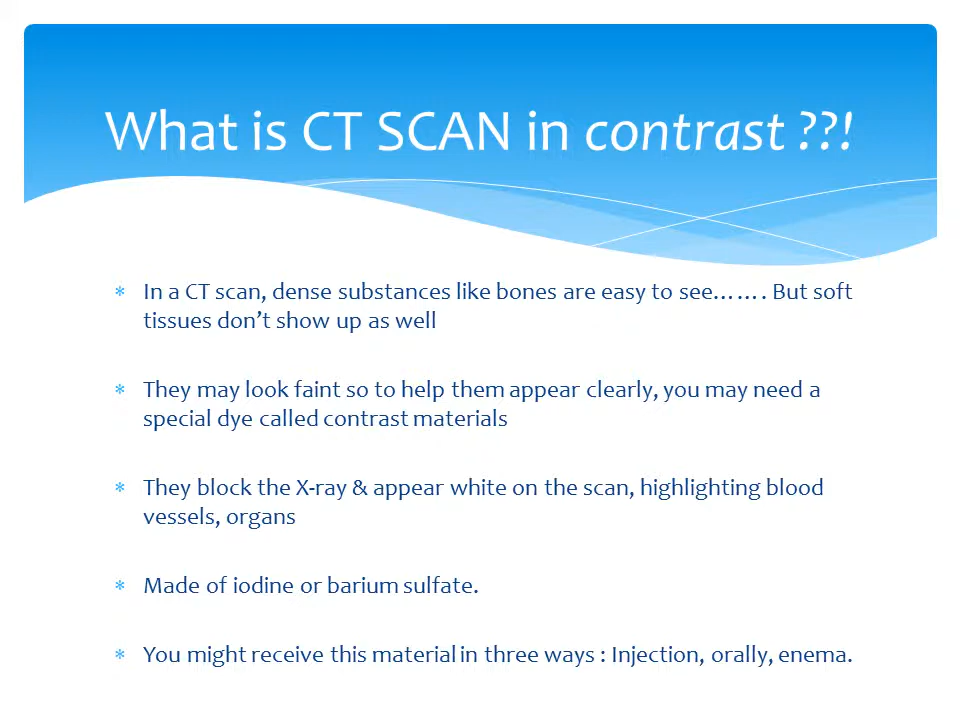 What is CT SCAN in contrast ??!
* In a CT scan, dense substances like bones are easy to see……. But soft
tissues don’t show up as well
* They may look faint so to help them appear clearly, you may need a
special dye called contrast materials
* They block the X-ray & appear white on the scan, highlighting blood
vessels, organs
* Made of iodine or barium sulfate.
* You might receive this material in three ways : Injection, orally, enema.